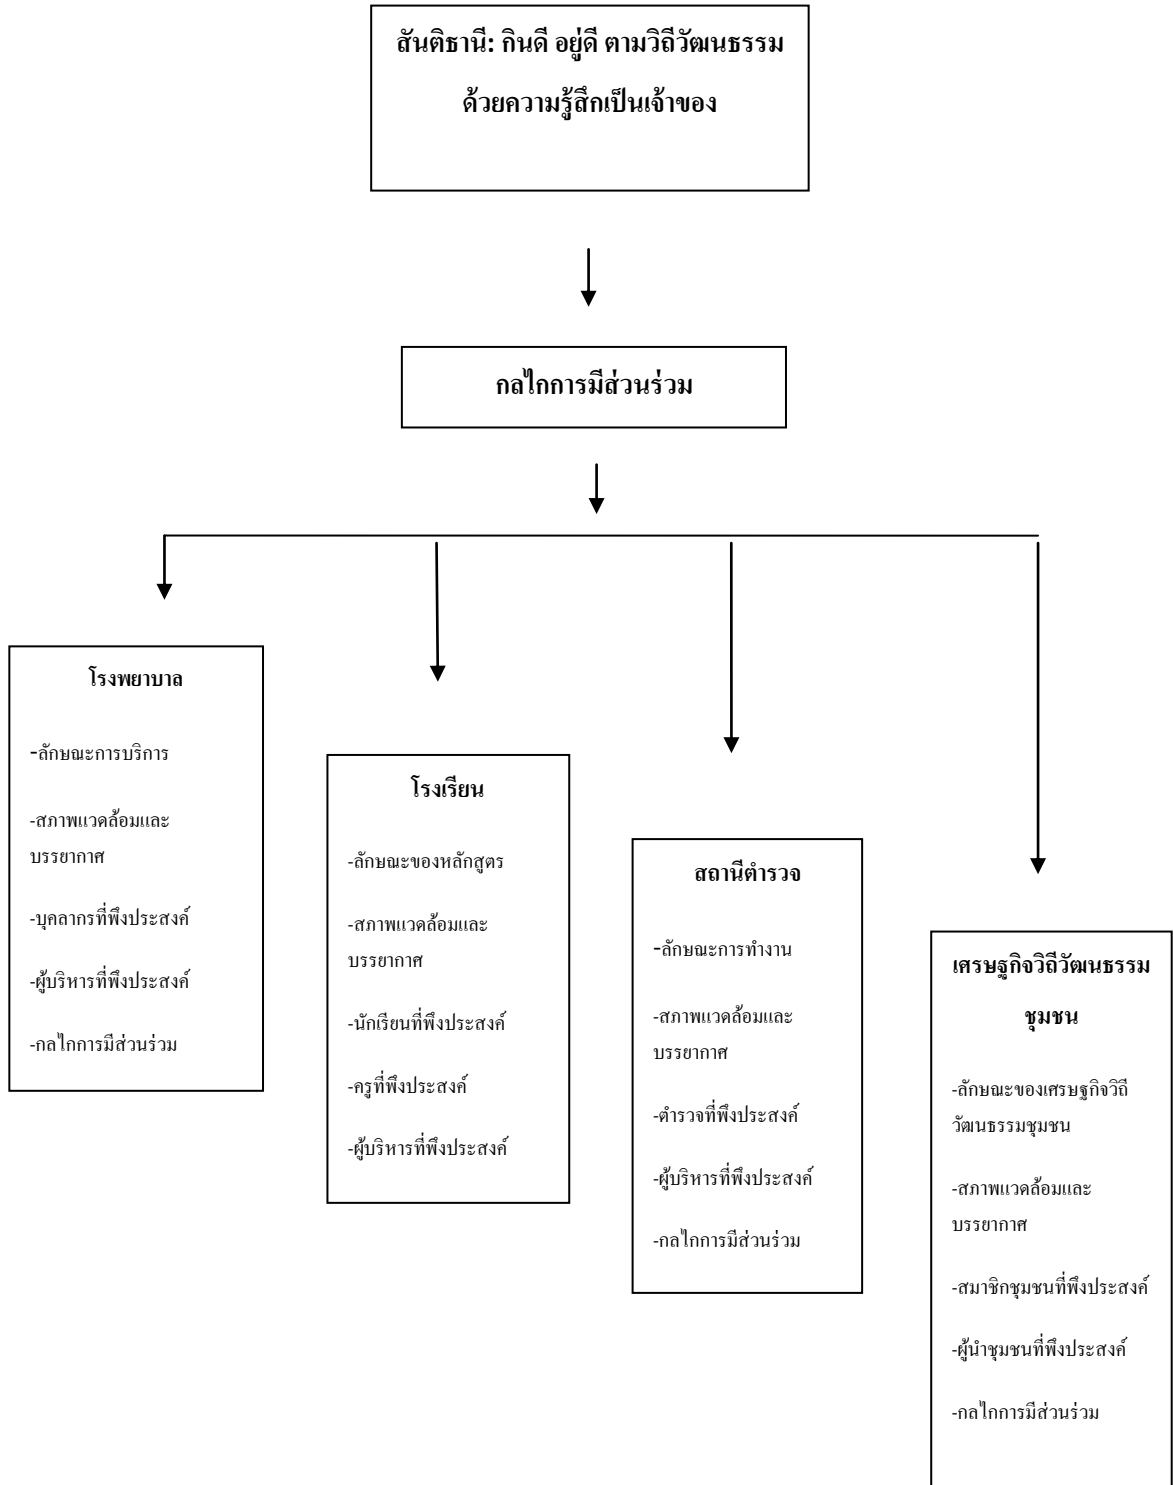 สันติธานี: กินดี อยู่ดี ตามวิถีวัฒนธรรม
ด้วยความรู้สึกเป็นเจ้าของ
กลไกการมีส่วนร่วม
โรงพยาบาล
-ลักษณะการบริการ
-สภาพแวดล้อมและ
บรรยากาศ
-บุคลากรที่พึงประสงค์
-ผู้บริหารที่พึงประสงค์
-กลไกการมีส่วนร่วม
โรงเรียน
-ลักษณะของหลักสูตร
-สภาพแวดล้อมและ
บรรยากาศ
-นักเรียนที่พึงประสงค์
-ครูที่พึงประสงค์
-ผู้บริหารที่พึงประสงค์
สถานีตำรวจ
-ลักษณะการทำงาน
-สภาพแวดล้อมและ
บรรยากาศ
-ตำรวจที่พึงประสงค์
-ผู้บริหารที่พึงประสงค์
-กลไกการมีส่วนร่วม
เศรษฐกิจวิถีวัฒนธรรม
ชุมชน
-ลักษณะของเศรษฐกิจวิถี
วัฒนธรรมชุมชน
-สภาพแวดล้อมและ
บรรยากาศ
-สมาชิกชุมชนที่พึงประสงค์
-ผู้นำชุมชนที่พึงประสงค์
-กลไกการมีส่วนร่วม